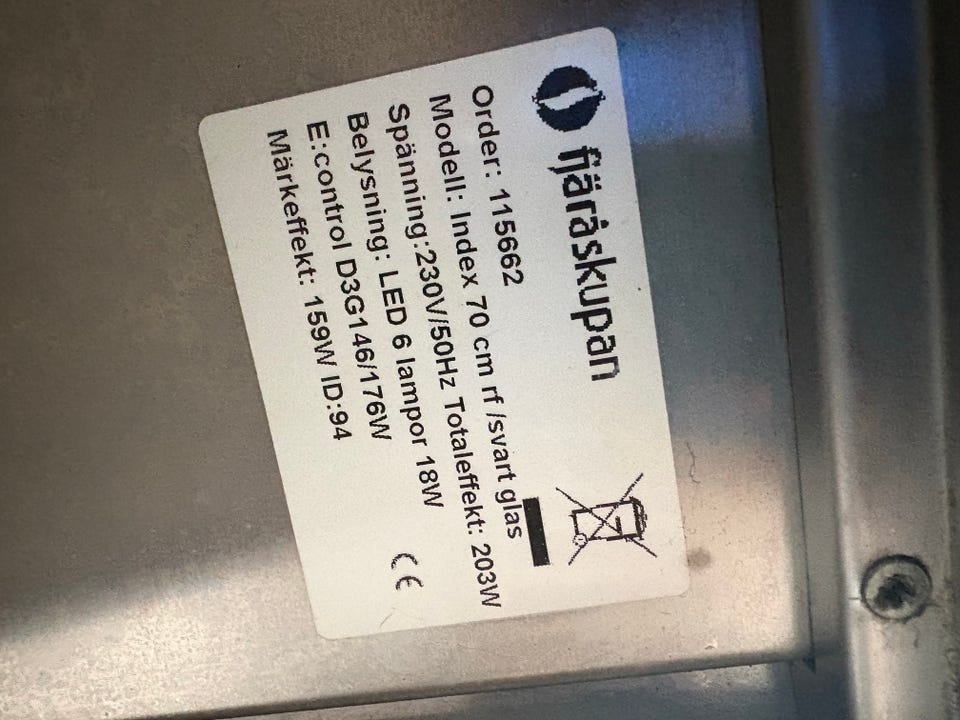 fjäråskupan
Order: 115662
Modell: Index 70 cm rf /svart glas
Spänning:230V/50Hz Totaleffekt: 203W
Belysning: LED 6 lampor 18W
E:control D3G146/176W
Märkeffekt: 159W ID:94
CE